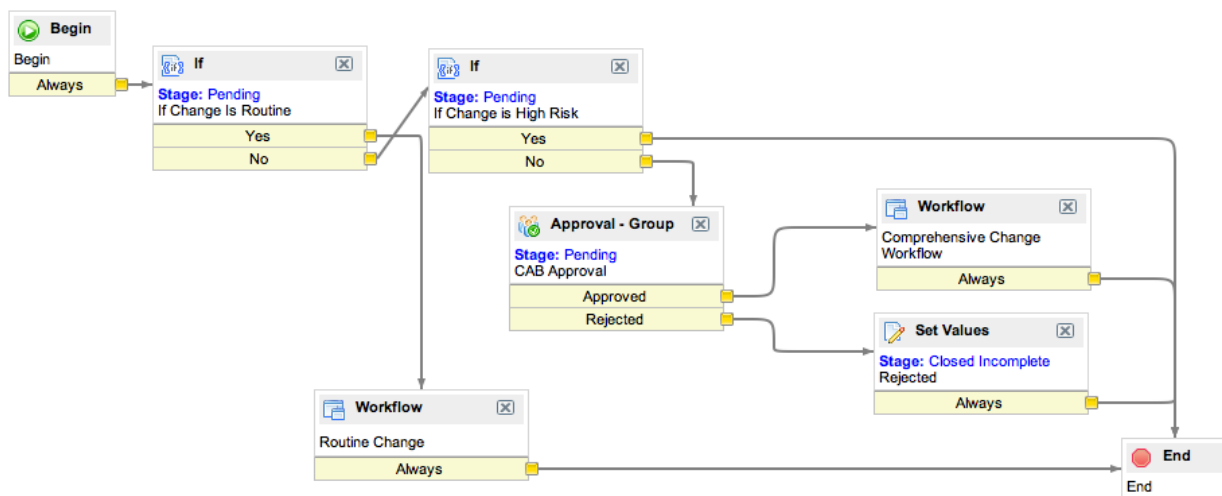 Begin
Begin
Always
If
Stage: Pending
If Change Is Routine
Yes
No
If
Stage: Pending
If Change is High Risk
Yes
No
Approval - Group
Stage: Pending
CAB Approval
Approved
Rejected
Workflow
Comprehensive Change
Workflow
Always
Set Values
Stage: Closed Incomplete
Rejected
Always
Workflow
Routine Change
Always
End
End